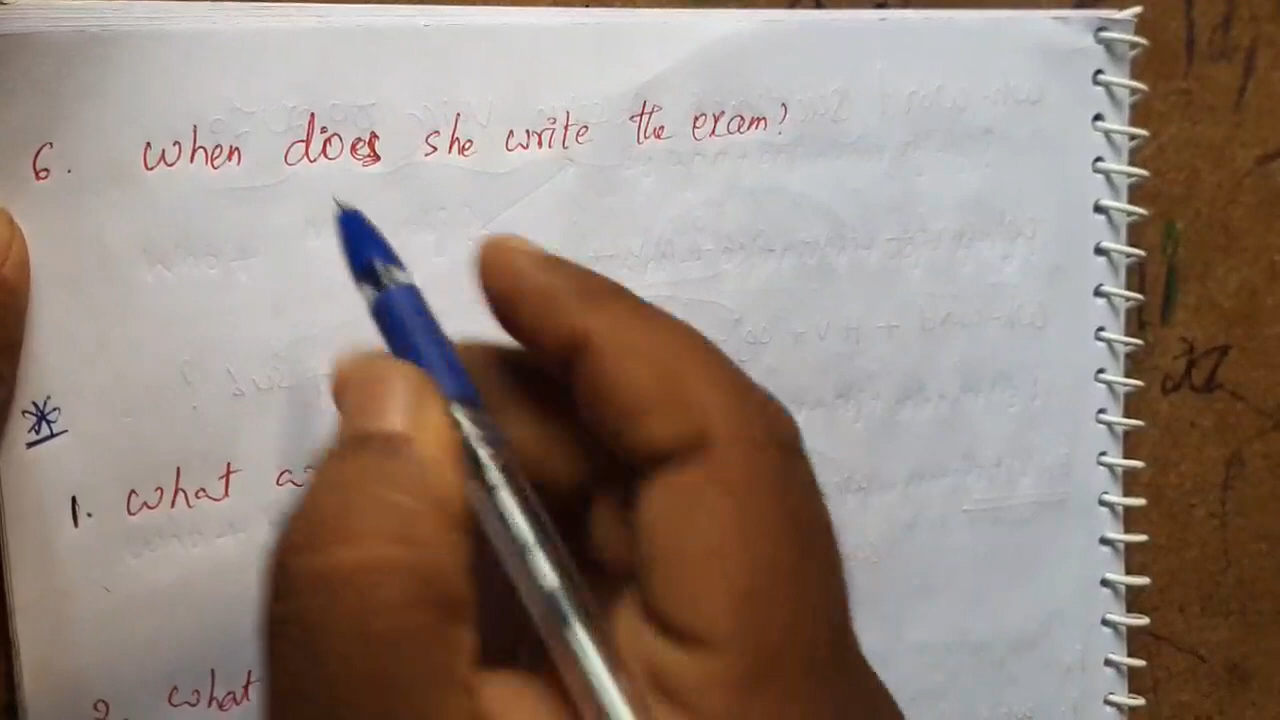 6. When does she write the exam?
*
1. what
2. what